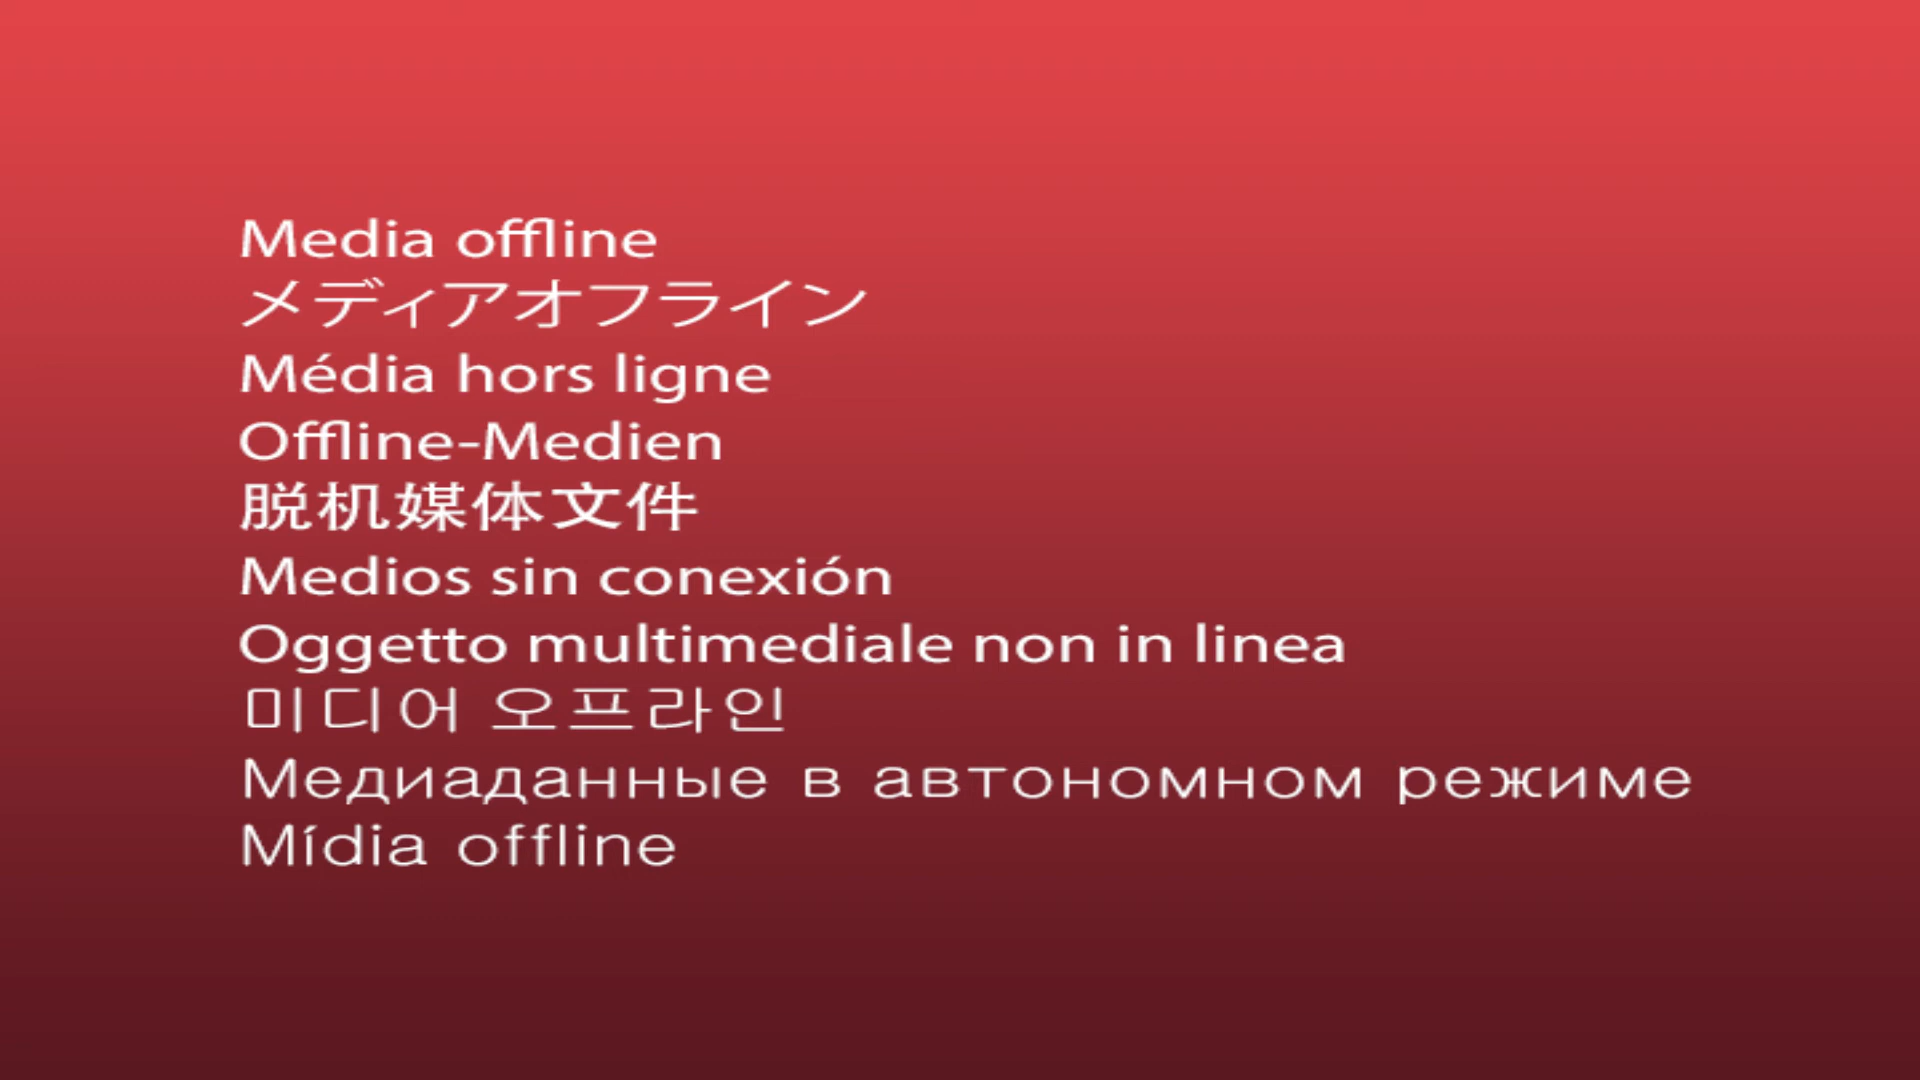 Media offline
メディアオフライン
Média hors ligne
Offline-Medien
脱机媒体文件
Medios sin conexión
Oggetto multimediale non in linea
미디어 오프라인
Медиаданные в автономном режиме
Mídia offline